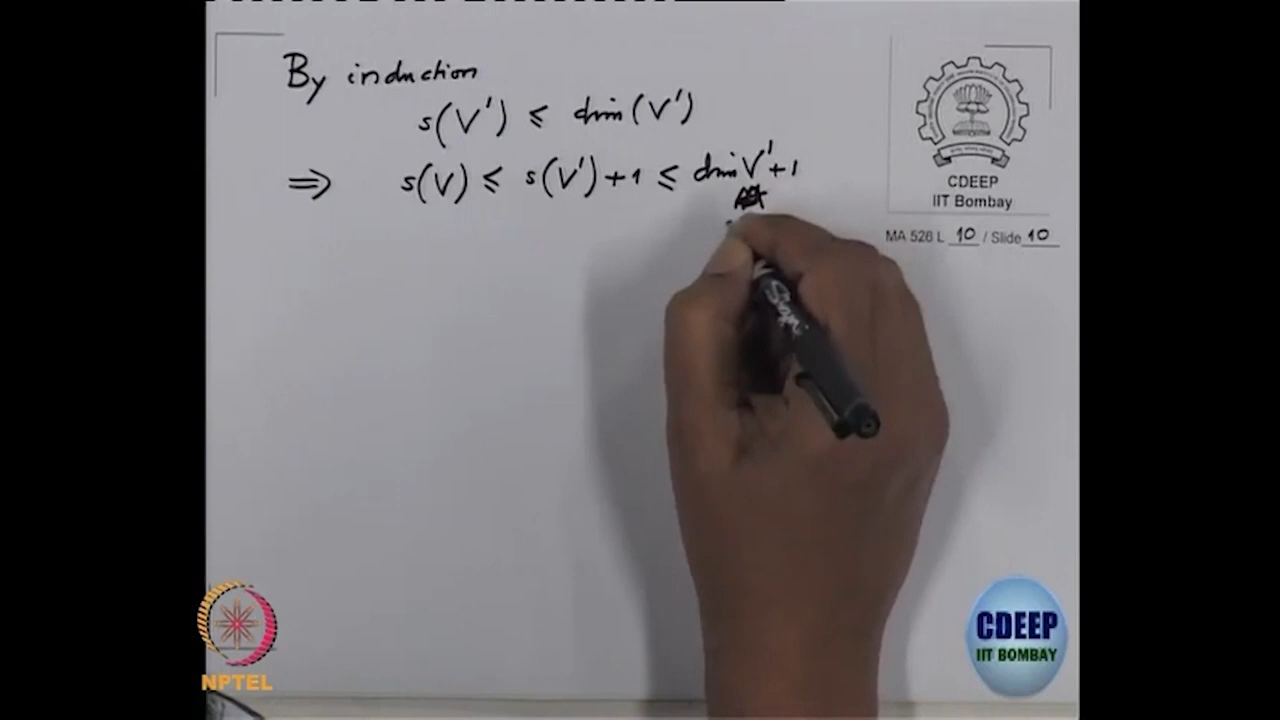 By induction
s(V') ≤ dim(V')
⇒ s(V) ≤ s(V')+1 ≤ dim V'+1
CDEEP
IIT Bombay
MA 526 L 10 / Slide 10
NPTEL
CDEEP
IIT BOMBAY